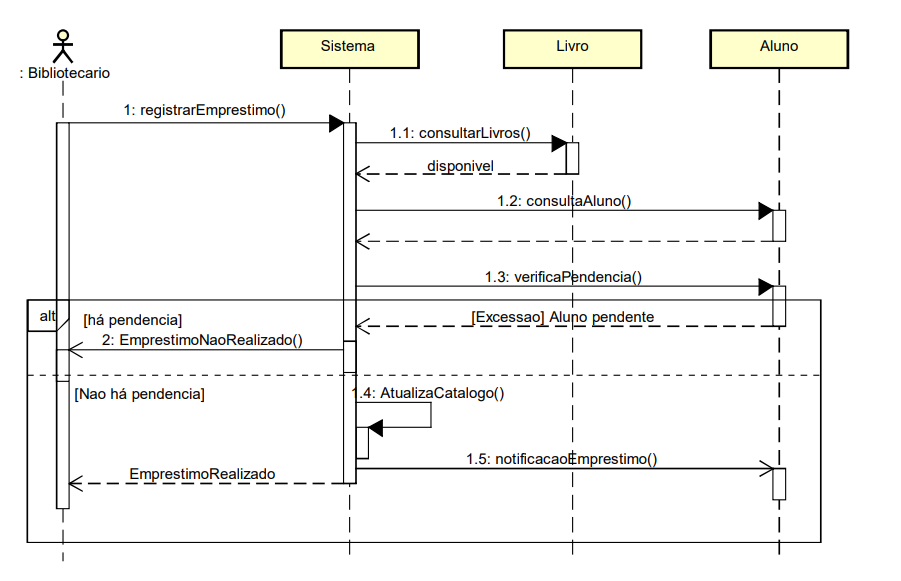 Sistema
Livro
Aluno
: Bibliotecario
1: registrarEmprestimo()
1.1: consultarLivros()
disponivel
1.2: consultaAluno()
1.3: verificaPendencia()
alt
[há pendencia]
[Excessao] Aluno pendente
2: EmprestimoNaoRealizado()
[Nao há pendencia]
1.4: AtualizaCatalogo()
1.5: notificacaoEmprestimo()
EmprestimoRealizado